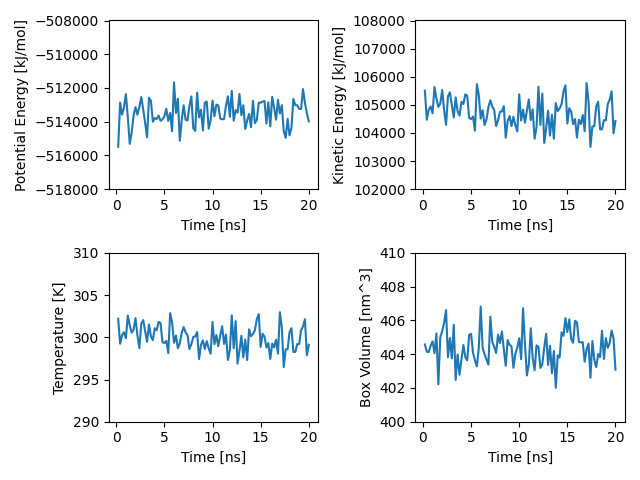 Potential Energy [kJ/mol]
−508000
−510000
−512000
−514000
−516000
−518000
0 5 10 15 20
Time [ns]
Kinetic Energy [kJ/mol]
108000
107000
106000
105000
104000
103000
102000
0 5 10 15 20
Time [ns]
Temperature [K]
310
305
300
295
290
0 5 10 15 20
Time [ns]
Box Volume [nm^3]
410
408
406
404
402
400
0 5 10 15 20
Time [ns]